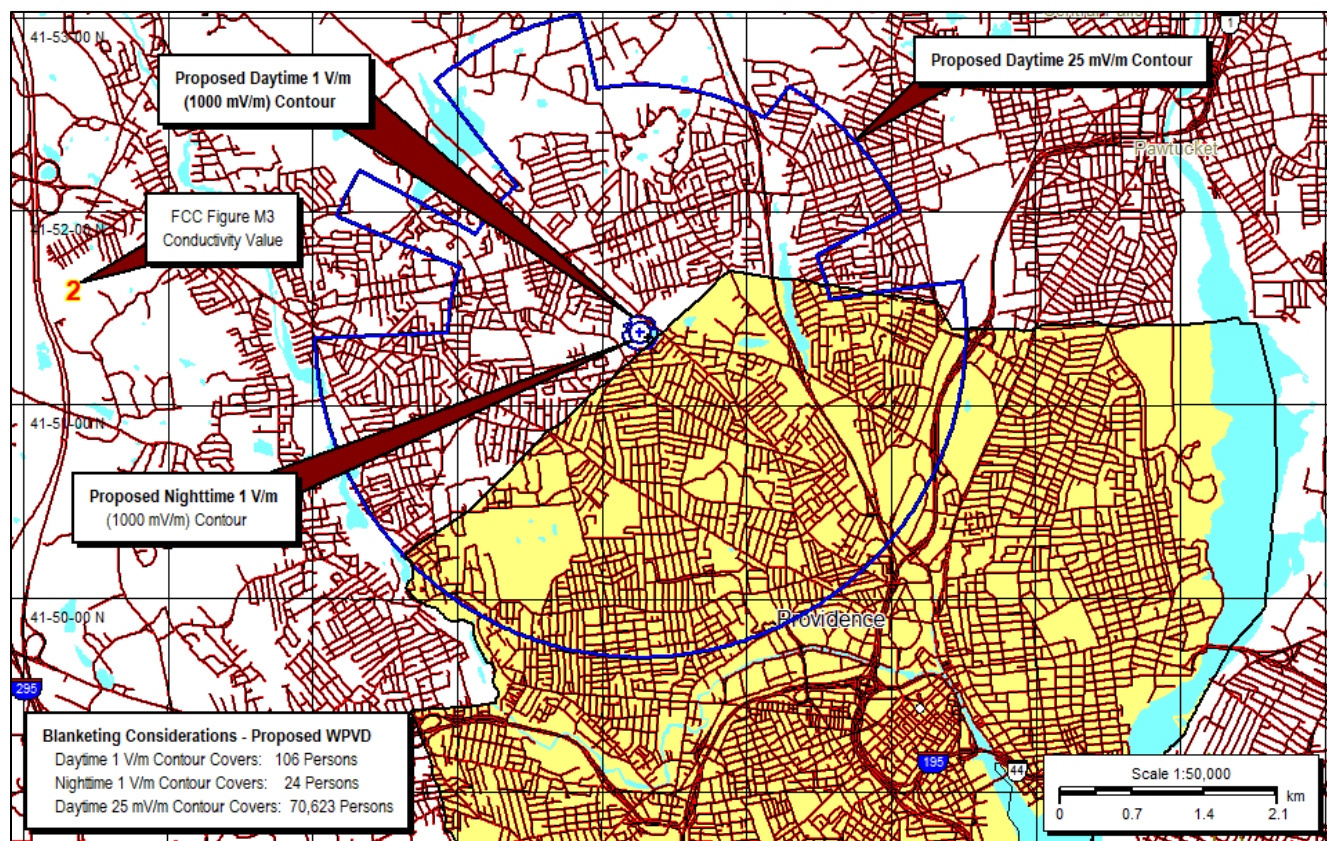 Central Falls
1
41-53-00 N
Proposed Daytime 1 V/m
(1000 mV/m) Contour
Proposed Daytime 25 mV/m Contour
Pawtucket
FCC Figure M3
Conductivity Value
41-52-00 N
2
41-51-00 N
Proposed Nighttime 1 V/m
(1000 mV/m) Contour
41-50-00 N
Providence
295
Blanketing Considerations - Proposed WPVD
Daytime 1 V/m Contour Covers: 106 Persons
Nighttime 1 V/m Contour Covers: 24 Persons
Daytime 25 mV/m Contour Covers: 70,623 Persons
195
44
Scale 1:50,000
0 0.7 1.4 2.1 km